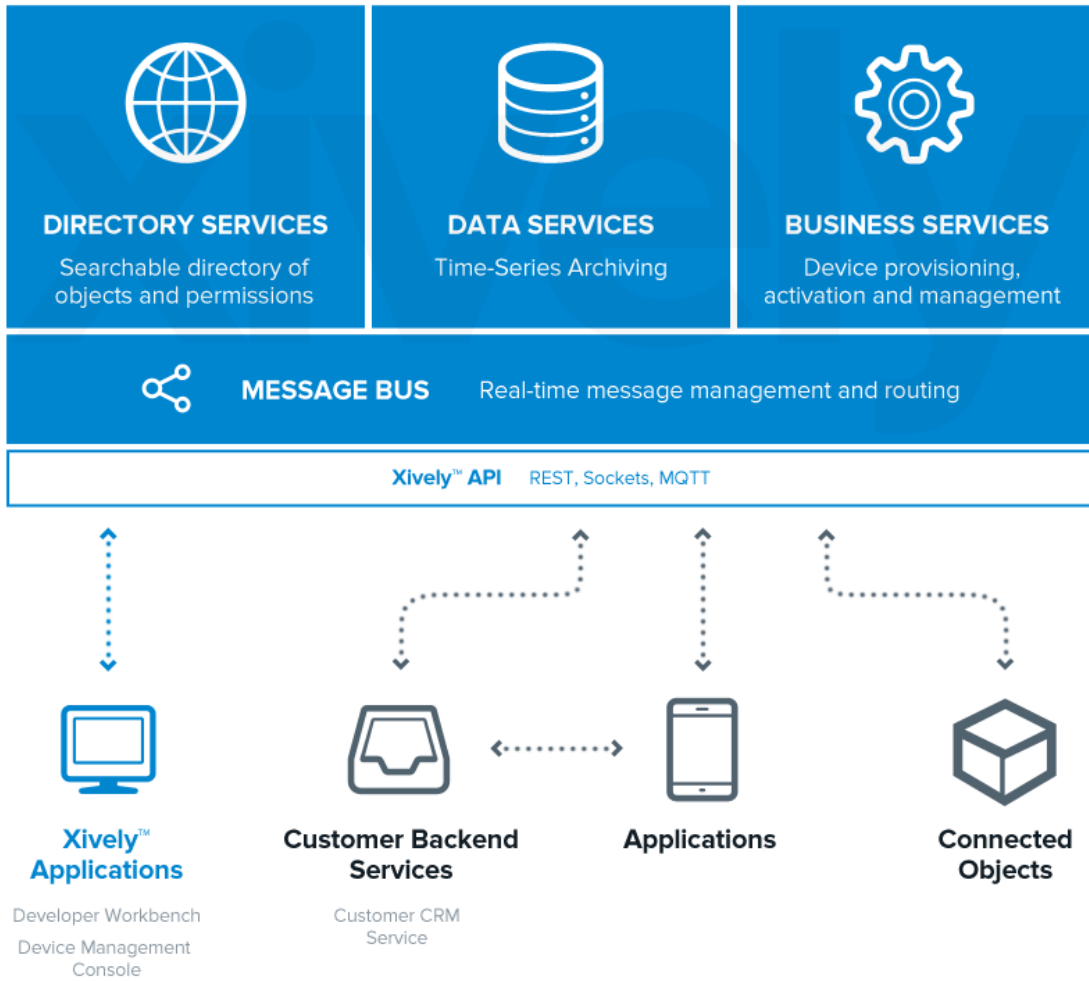 xively
DIRECTORY SERVICES
Searchable directory of
objects and permissions
DATA SERVICES
Time-Series Archiving
BUSINESS SERVICES
Device provisioning,
activation and management
MESSAGE BUS Real-time message management and routing
Xively™ API REST, Sockets, MQTT
Xively™
Applications
Developer Workbench
Device Management
Console
Customer Backend
Services
Customer CRM
Service
Applications
Connected
Objects